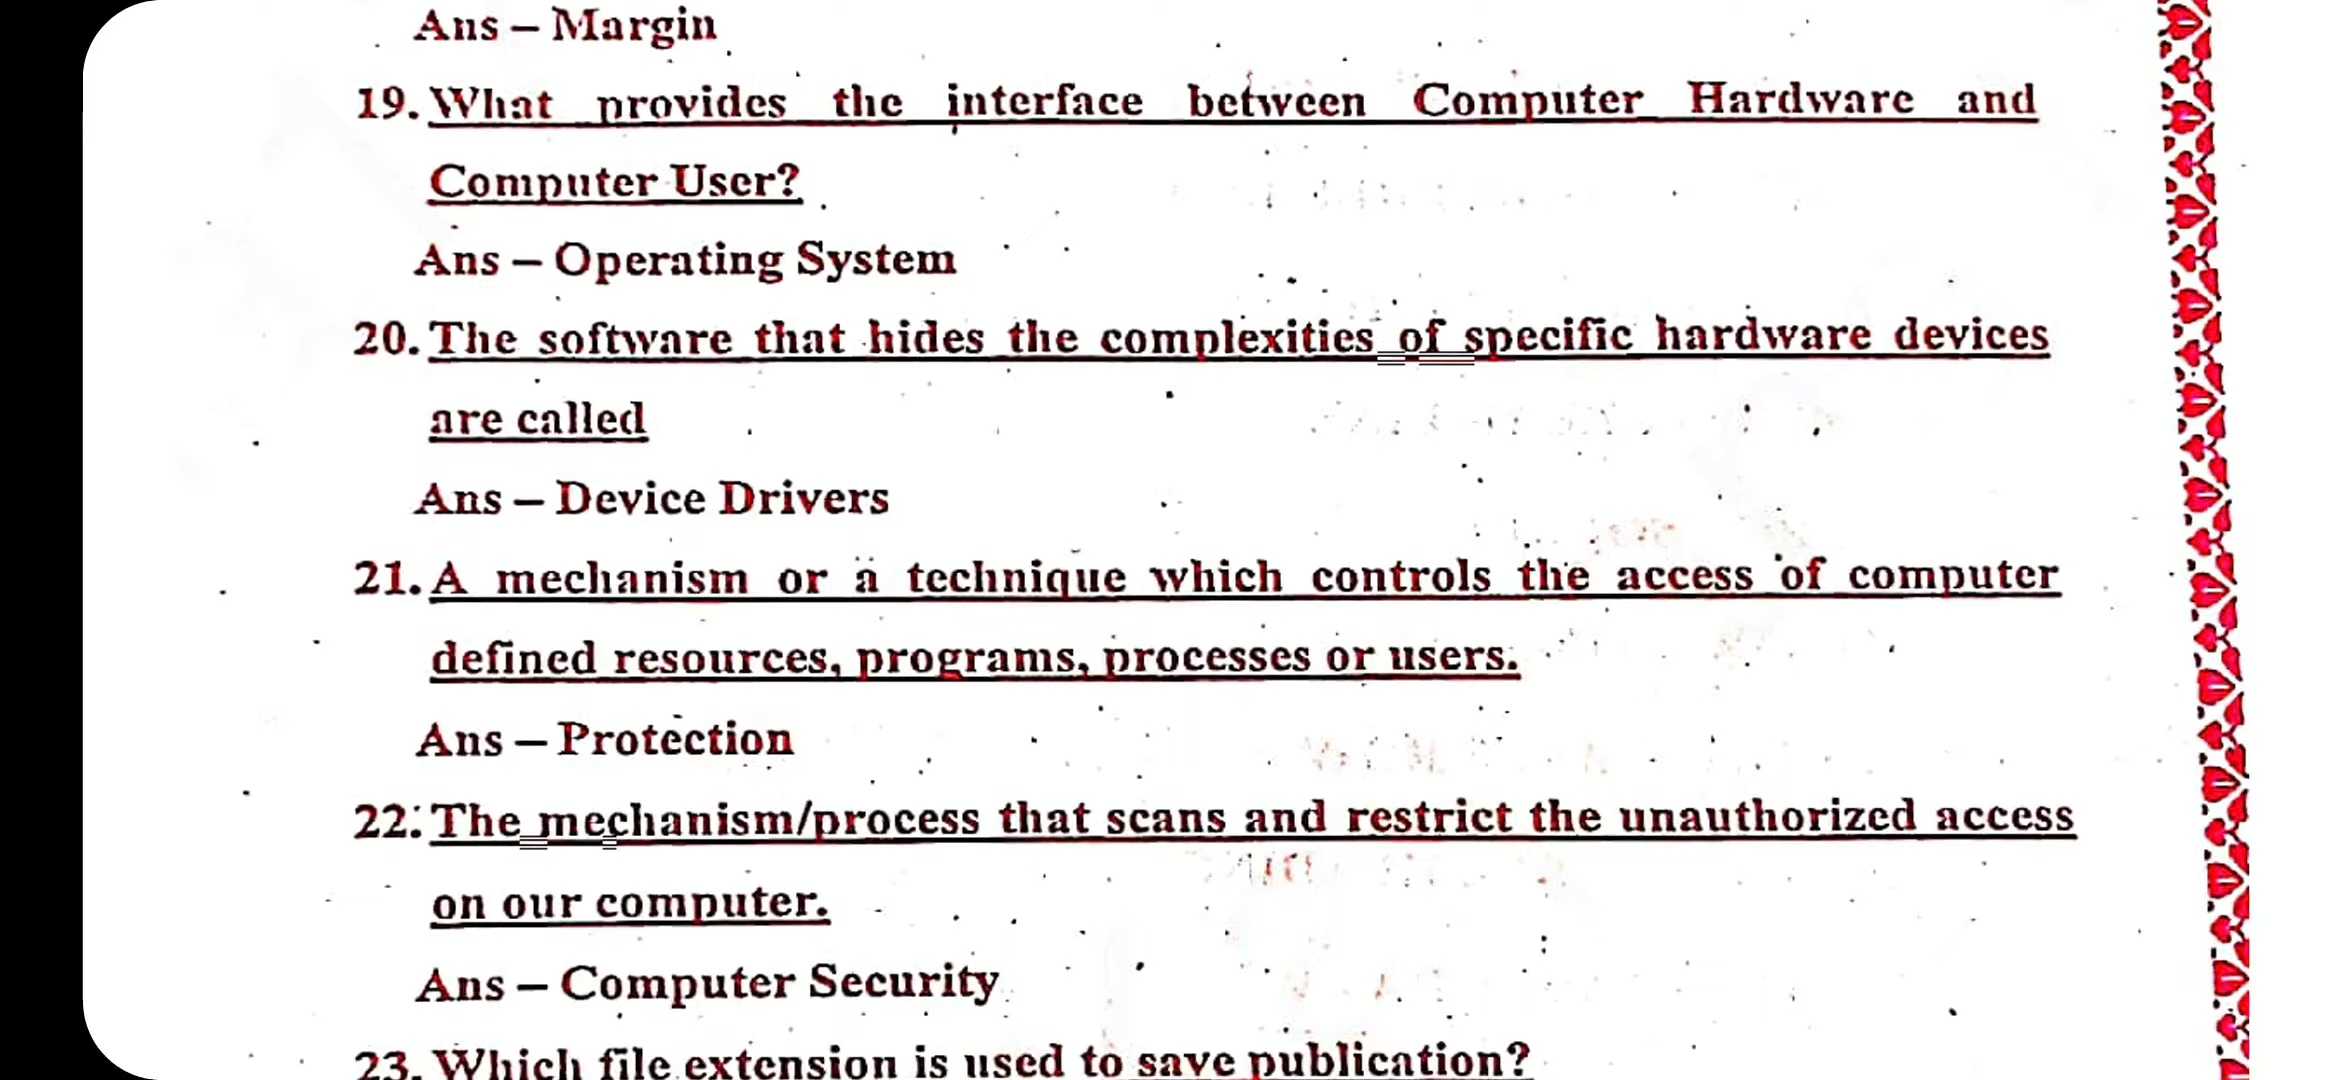 Ans – Margin
19. What provides the interface between Computer Hardware and
Computer User?
Ans – Operating System
20. The software that hides the complexities of specific hardware devices
are called
Ans – Device Drivers
21. A mechanism or a technique which controls the access of computer
defined resources, programs, processes or users.
Ans – Protection
22. The mechanism/process that scans and restrict the unauthorized access
on our computer.
Ans – Computer Security
23. Which file extension is used to save publication?